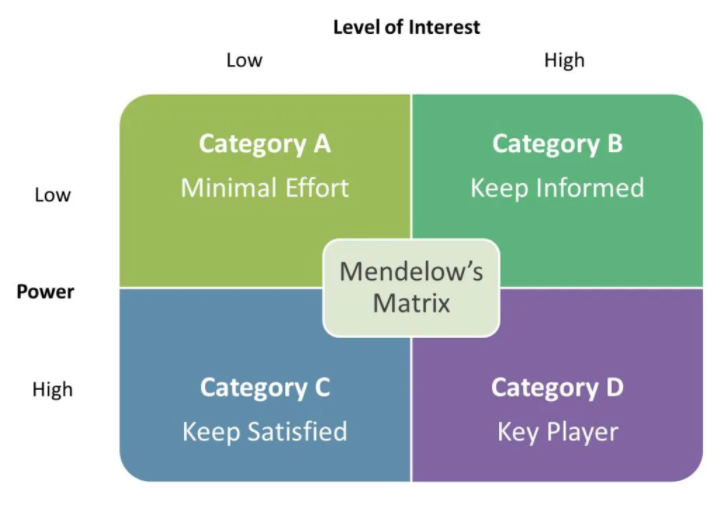 Level of Interest
Low
High
Category A
Minimal Effort
Category B
Keep Informed
Low
Mendelow's
Matrix
Power
High
Category C
Keep Satisfied
Category D
Key Player